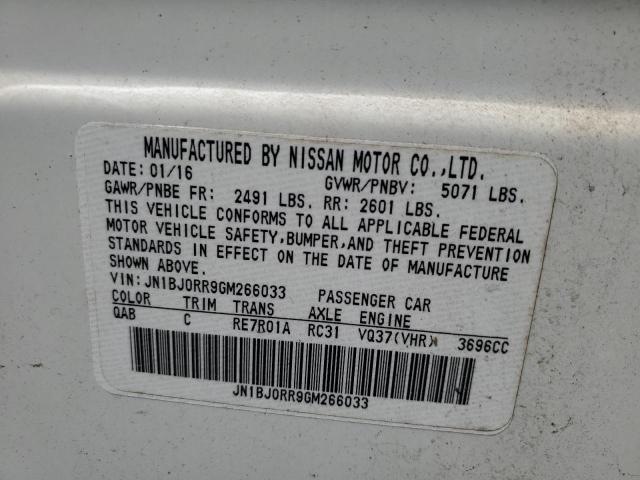 MANUFACTURED BY NISSAN MOTOR CO.,LTD.
DATE: 01/16 GVWR/PNBV: 5071 LBS.
GAWR/PNBE FR: 2491 LBS. RR: 2601 LBS.
THIS VEHICLE CONFORMS TO ALL APPLICABLE FEDERAL
MOTOR VEHICLE SAFETY,BUMPER,AND THEFT PREVENTION
STANDARDS IN EFFECT ON THE DATE OF MANUFACTURE
SHOWN ABOVE.
VIN:JN1BJ0RR9GM266033 PASSENGER CAR
COLOR TRIM TRANS AXLE ENGINE
QAB C RE7R01A RC31 VQ37(VHR) 3696CC
JN1BJ0RR9GM266033